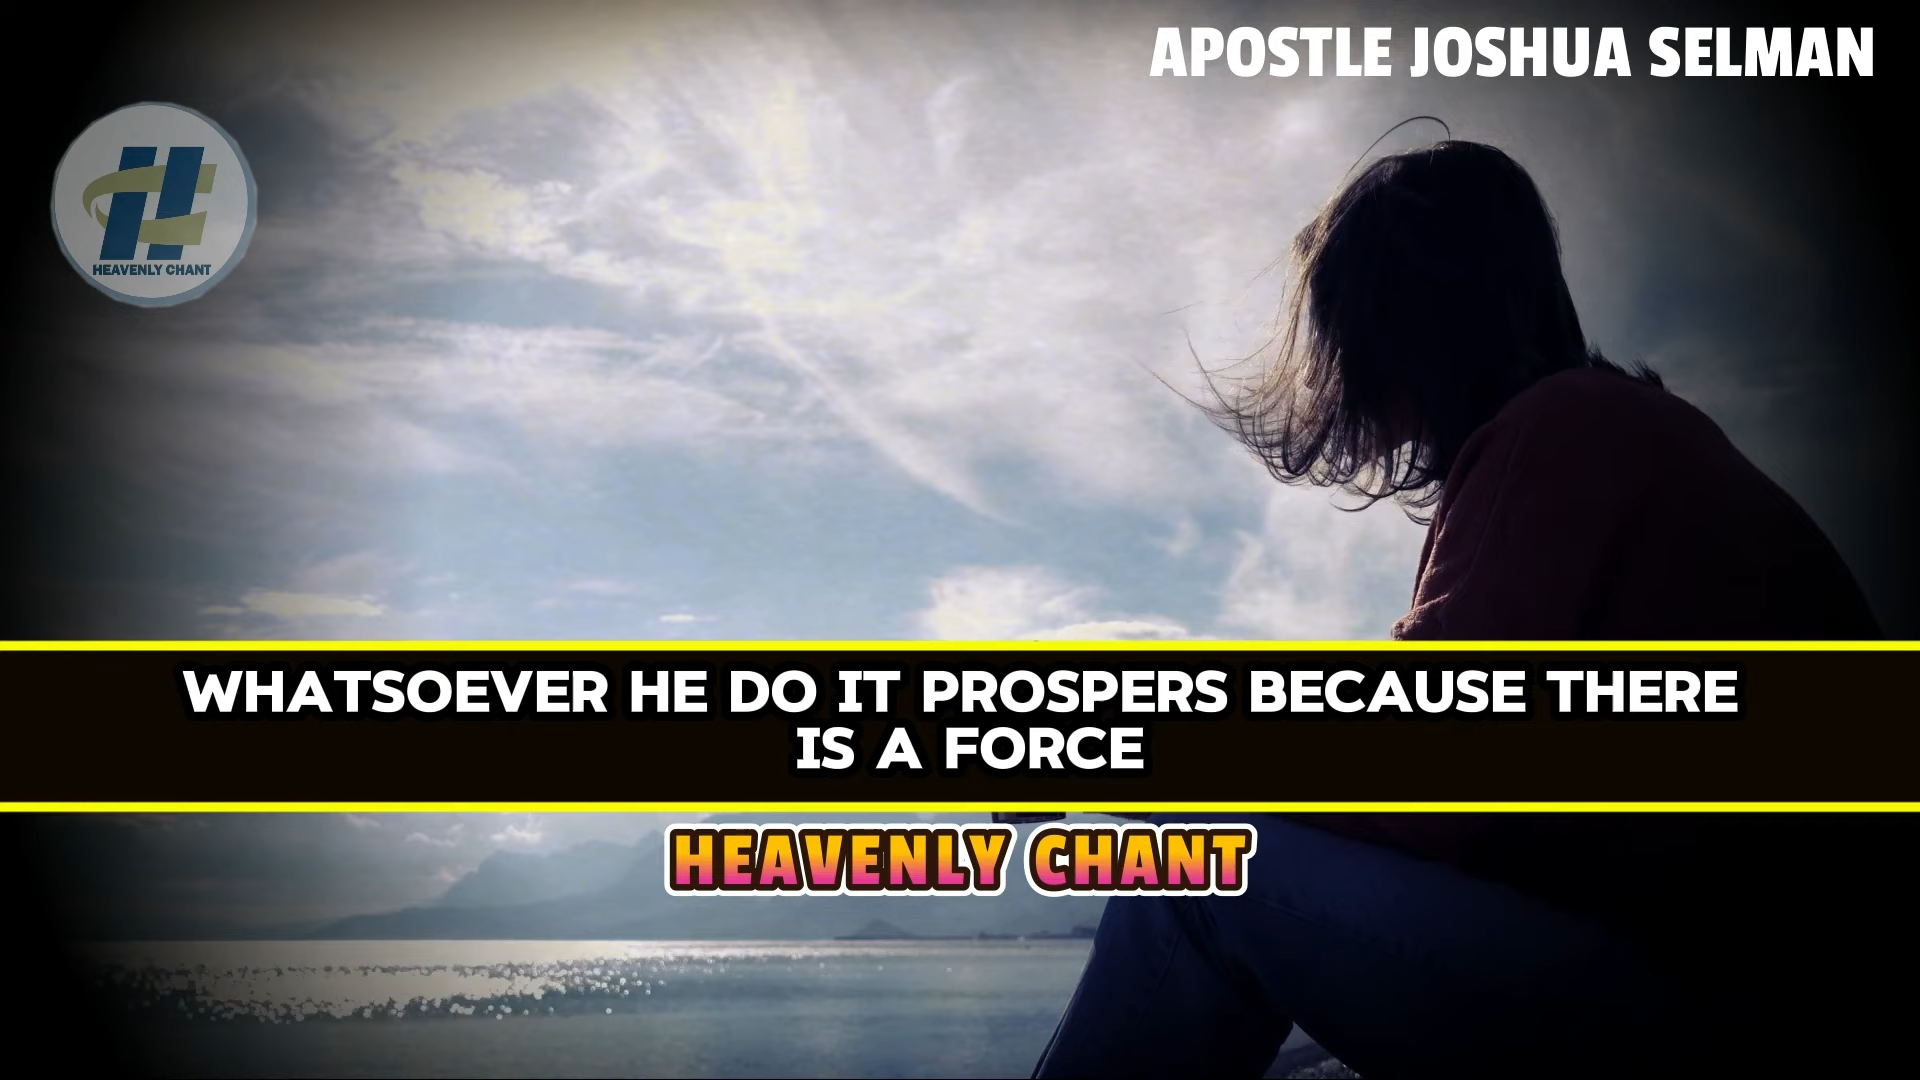 APOSTLE JOSHUA SELMAN
HEAVENLY CHANT
WHATSOEVER HE DO IT PROSPERS BECAUSE THERE
IS A FORCE
HEAVENLY CHANT